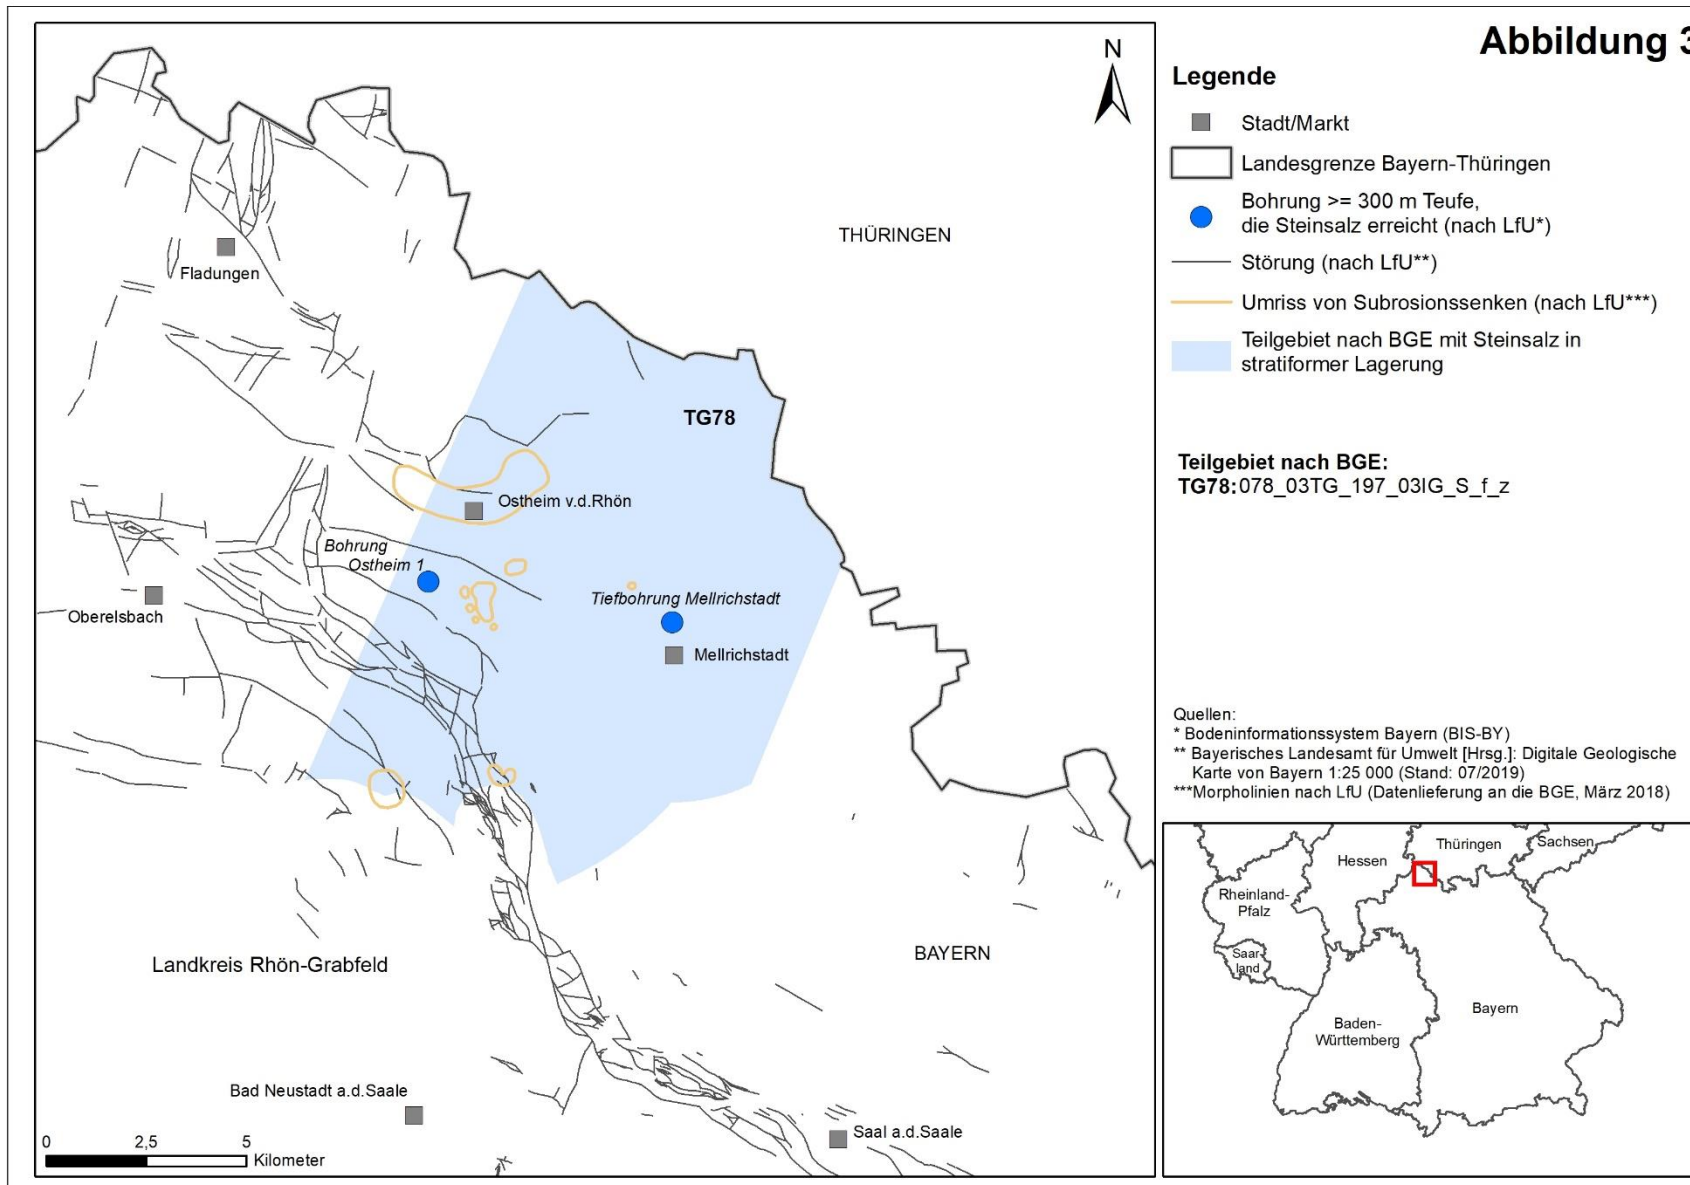 Abbildung 3
N
THÜRINGEN
Fladungen
TG78
Ostheim v.d.Rhön
Bohrung
Ostheim 1
Tiefbohrung Mellrichstadt
Oberelsbach
Mellrichstadt
BAYERN
Landkreis Rhön-Grabfeld
Bad Neustadt a.d.Saale
Saal a.d.Saale
0 2,5 5
Kilometer
Legende
Stadt/Markt
Landesgrenze Bayern-Thüringen
Bohrung >= 300 m Teufe,
die Steinsalz erreicht (nach LfU*)
Störung (nach LfU**)
Umriss von Subrosionssenken (nach LfU***)
Teilgebiet nach BGE mit Steinsalz in
stratiformer Lagerung
Teilgebiet nach BGE:
TG78: 078_03TG_197_03IG_S_f_z
Quellen:
* Bodeninformationssystem Bayern (BIS-BY)
** Bayerisches Landesamt für Umwelt [Hrsg.]: Digitale Geologische
Karte von Bayern 1:25 000 (Stand: 07/2019)
***Morpholinien nach LfU (Datenlieferung an die BGE, März 2018)
Thüringen
Sachsen
Hessen
Rheinland-
Pfalz
Saar-
land
Bayern
Baden-
Württemberg